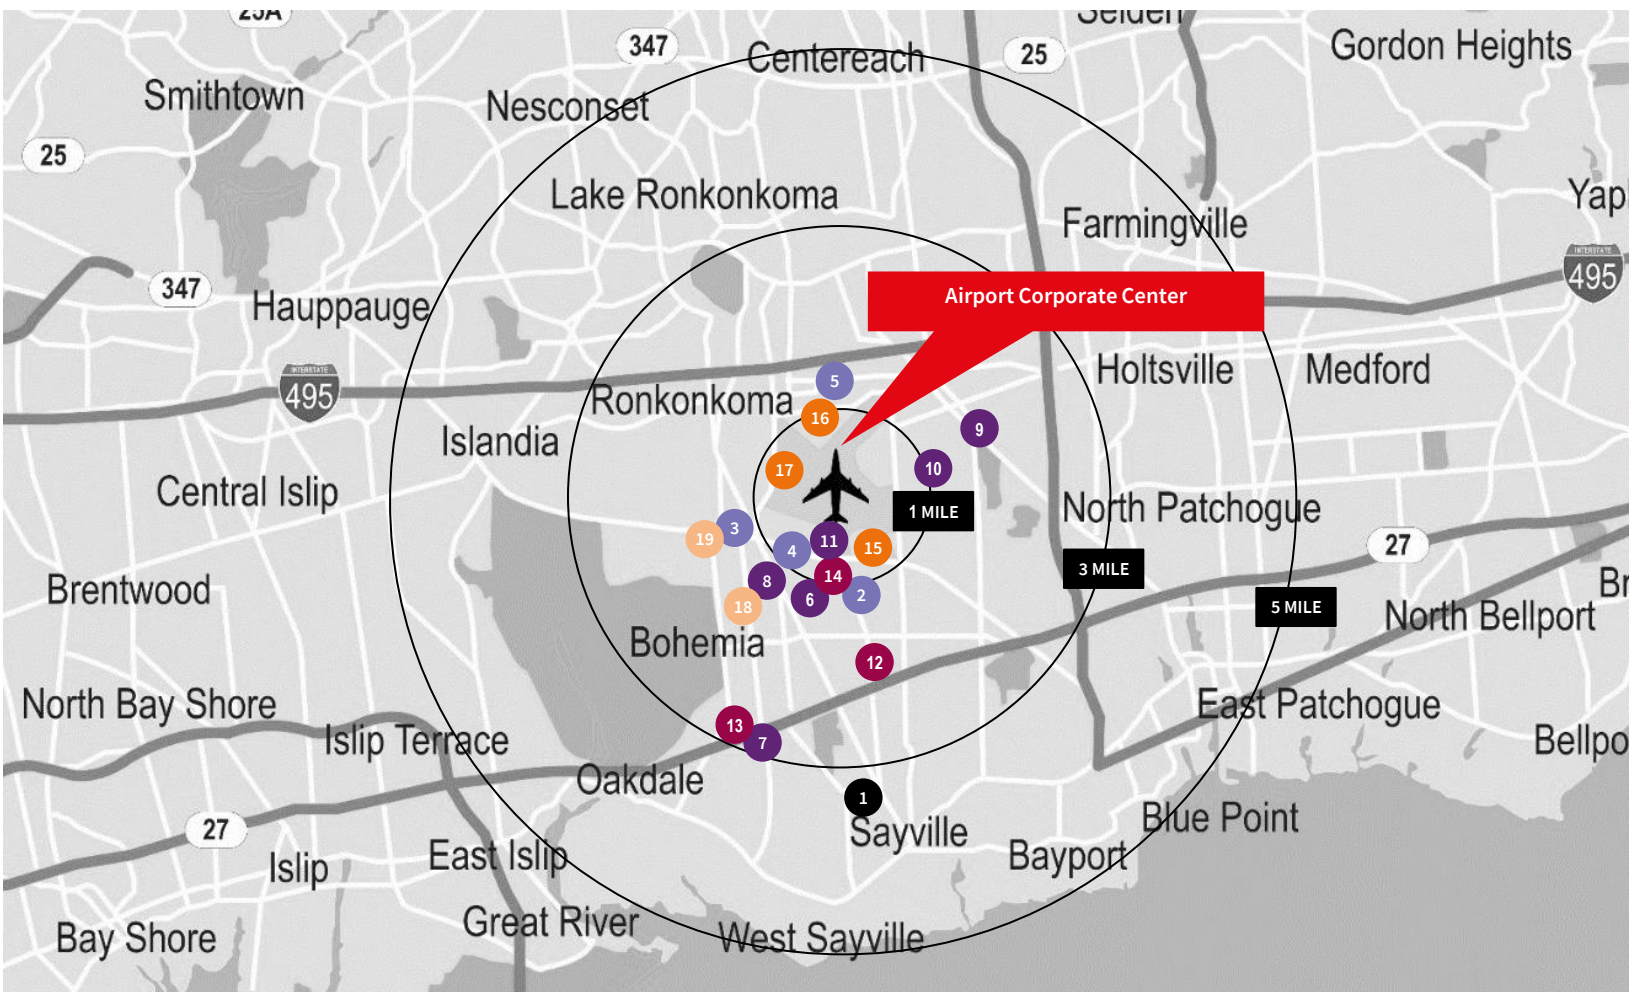 25A
Selden
347
Centereach
25
Gordon Heights
Smithtown
Nesconset
25
Lake Ronkonkoma
Farmingville
Yap
INTERSTATE
495
347
Hauppauge
Airport Corporate Center
INTERSTATE
495
Ronkonkoma
5
Holtsville
Medford
16
9
Islandia
17
10
Central Islip
1 MILE
North Patchogue
19
3
4
11
15
27
3 MILE
Brentwood
8
14
Br
18
6
2
5 MILE
North Bellport
Bohemia
12
North Bay Shore
East Patchogue
13
7
Islip Terrace
Bellpo
Oakdale
1
27
Sayville
Blue Point
Islip
East Islip
Bayport
Bay Shore
Great River
West Sayville